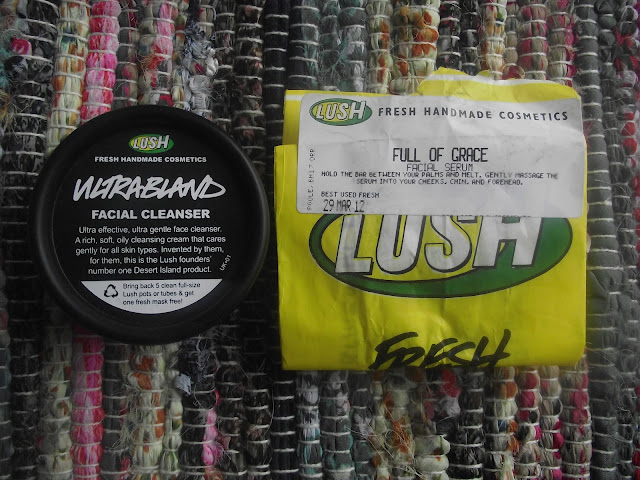 LUSH
FRESH HANDMADE COSMETICS
ULTRABLAND
FACIAL CLEANSER
Ultra effective, ultra gentle face cleanser.
A rich, soft, oily cleansing cream that cares
gently for all skin types. Invented by them,
for them, this is the Lush founders'
number one Desert Island product.
Bring back 5 clean full-size
Lush pots or tubes & get
one fresh mask free!
LUSH FRESH HANDMADE COSMETICS
FULL OF GRACE
FACIAL SERUM
HOLD THE BAR BETWEEN YOUR PALMS AND MELT. GENTLY MASSAGE THE
SERUM INTO YOUR CHEEKS, CHIN, AND FOREHEAD.
BEST USED FRESH
29 MAR 12
LUSH
FRESH